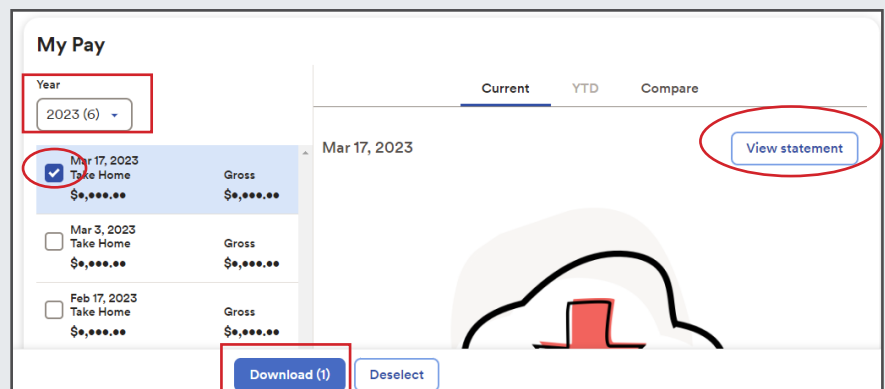 My Pay
Year
2023 (6)
Current YTD Compare
Mar 17, 2023
View statement
Mar 17, 2023
Take Home Gross
$•,•••.•• $•,•••.••
Mar 3, 2023
Take Home Gross
$•,•••.•• $•,•••.••
Feb 17, 2023
Take Home Gross
$•,•••.•• $•,•••.••
Download (1) Deselect